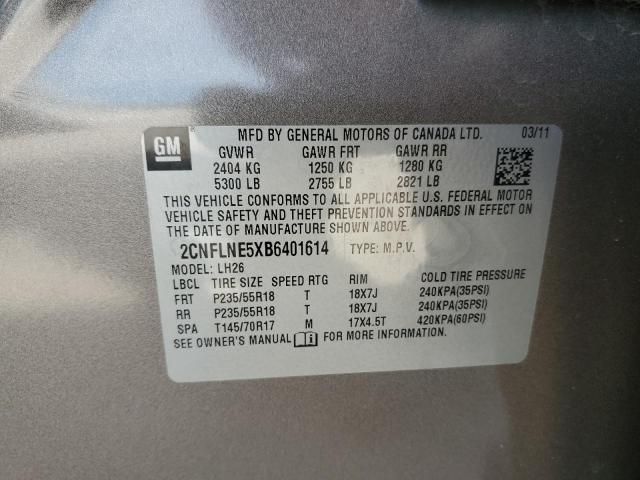 GM ® MFD BY GENERAL MOTORS OF CANADA LTD. 03/11
GVWR GAWR FRT GAWR RR
2404 KG 1250 KG 1280 KG
5300 LB 2755 LB 2821 LB
THIS VEHICLE CONFORMS TO ALL APPLICABLE U.S. FEDERAL MOTOR
VEHICLE SAFETY AND THEFT PREVENTION STANDARDS IN EFFECT ON
THE DATE OF MANUFACTURE SHOWN ABOVE.
2CNFLNE5XB6401614 TYPE: M.P.V.
MODEL: LH26
LBCL TIRE SIZE SPEED RTG RIM COLD TIRE PRESSURE
FRT P235/55R18 T 18X7J 240KPA(35PSI)
RR P235/55R18 T 18X7J 240KPA(35PSI)
SPA T145/70R17 M 17X4.5T 420KPA(60PSI)
SEE OWNER'S MANUAL i FOR MORE INFORMATION.